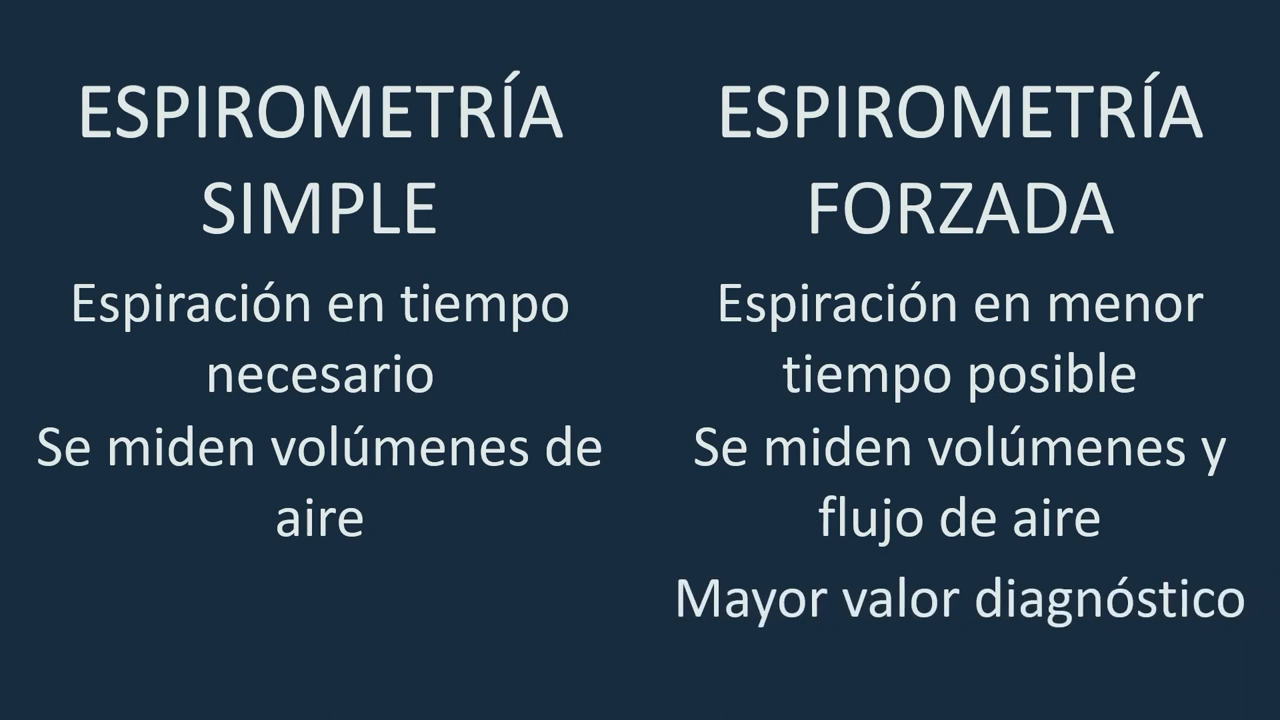 ESPIROMETRÍA
SIMPLE
Espiración en tiempo
necesario
Se miden volúmenes de
aire
ESPIROMETRÍA
FORZADA
Espiración en menor
tiempo posible
Se miden volúmenes y
flujo de aire
Mayor valor diagnóstico